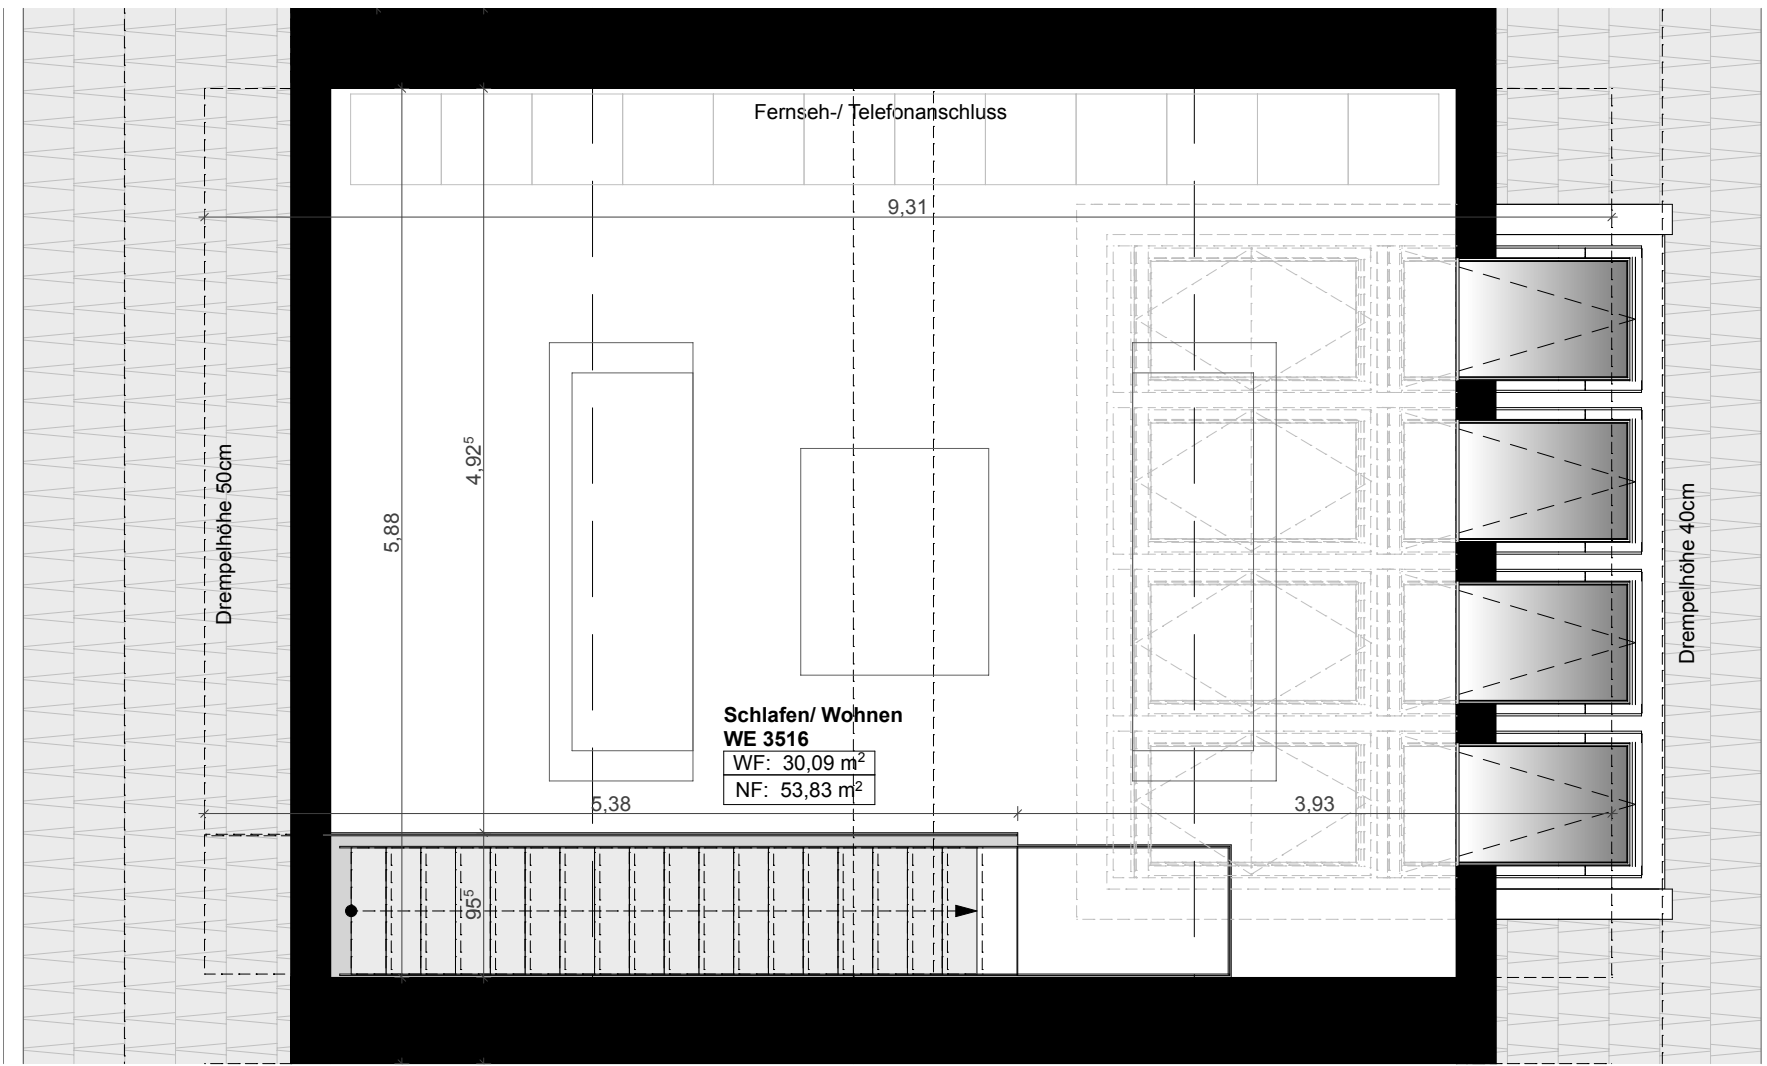 Fernseh-/ Telefonanschluss
9,31
Drempelhöhe 50cm
5,88
4,92⁵
Drempelhöhe 40cm
Schlafen/ Wohnen
WE 3516
WF: 30,09 m²
NF: 53,83 m²
5,38
3,93
95⁵